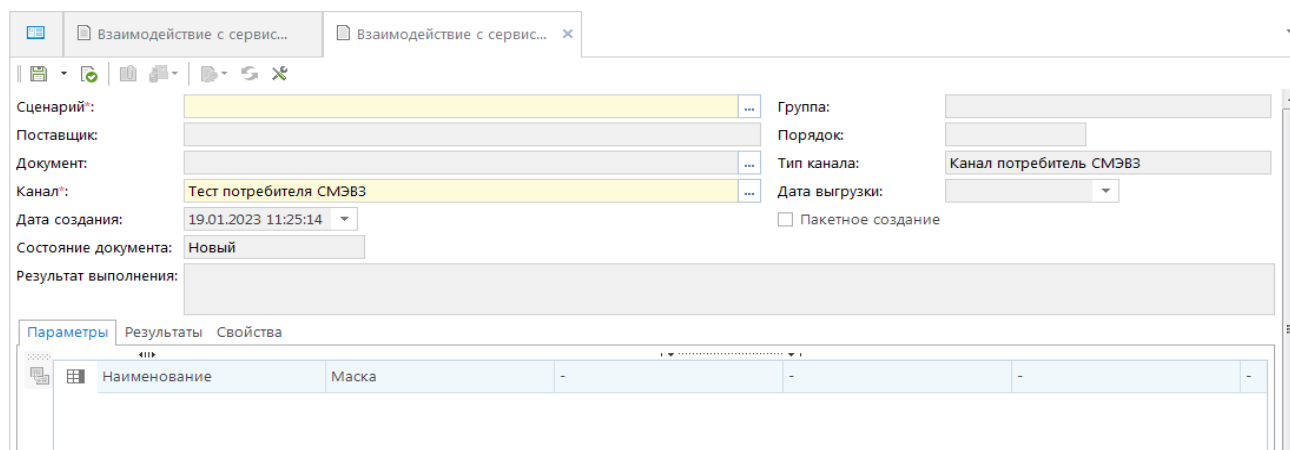 Взаимодействие с сервис... Взаимодействие с сервис...
Сценарий*: ... Группа:
Поставщик: Порядок:
Документ: ... Тип канала: Канал потребитель СМЭВ3
Канал*: Тест потребителя СМЭВ3 ... Дата выгрузки:
Дата создания: 19.01.2023 11:25:14 Пакетное создание
Состояние документа: Новый
Результат выполнения:
Параметры Результаты Свойства
Наименование Маска - - - -